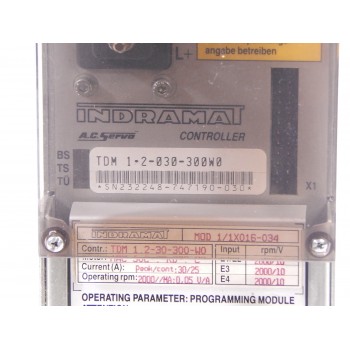 angabe betreiben
L+
INDRAMAT
A.C. Servo CONTROLLER
BS
TS
TÜ
TDM 1-2-030-300W0
*SN232248-747190-030*
X1
INDRAMAT MOD 1/1X016-034
Contr.: TDM 1.2-30-300-W0 Input rpm/V
Current (A): Peak/cont:30/25 E3 2000/10
Operating rpm: 2000//MA:0.05 V/A E4 2000/10
OPERATING PARAMETER: PROGRAMMING MODULE